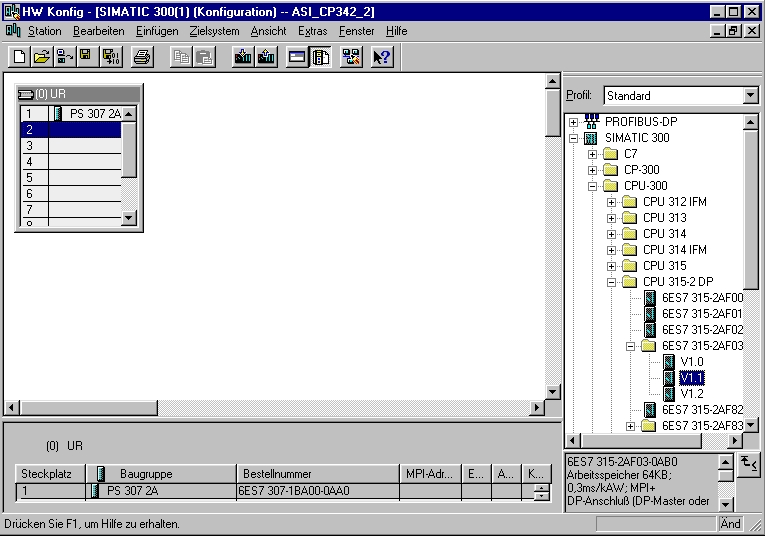 HW Konfig - [SIMATIC 300(1) (Konfiguration) -- ASI_CP342_2]
Station Bearbeiten Einfügen Zielsystem Ansicht Extras Fenster Hilfe
(0) UR
1 PS 307 2A
2
3
4
5
6
7
Profil: Standard
PROFIBUS-DP
SIMATIC 300
C7
CP-300
CPU-300
CPU 312 IFM
CPU 313
CPU 314
CPU 314 IFM
CPU 315
CPU 315-2 DP
6ES7 315-2AF00
6ES7 315-2AF01
6ES7 315-2AF02
6ES7 315-2AF03
V1.0
V1.1
V1.2
6ES7 315-2AF82
6ES7 315-2AF83
(0) UR
Steckplatz Baugruppe Bestellnummer MPI-Adr... E... A... K...
1 PS 307 2A 6ES7 307-1BA00-0AA0
6ES7 315-2AF03-0AB0
Arbeitsspeicher 64KB;
0,3ms/kAW; MPI+
DP-Anschluß (DP-Master oder
Drücken Sie F1, um Hilfe zu erhalten.
Änd